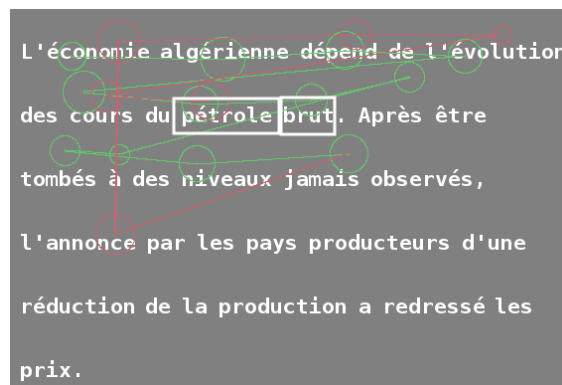 L'économie algérienne dépend de l'évolution
des cours du pétrole brut. Après être
tombés à des niveaux jamais observés,
l'annonce par les pays producteurs d'une
réduction de la production a redressé les
prix.